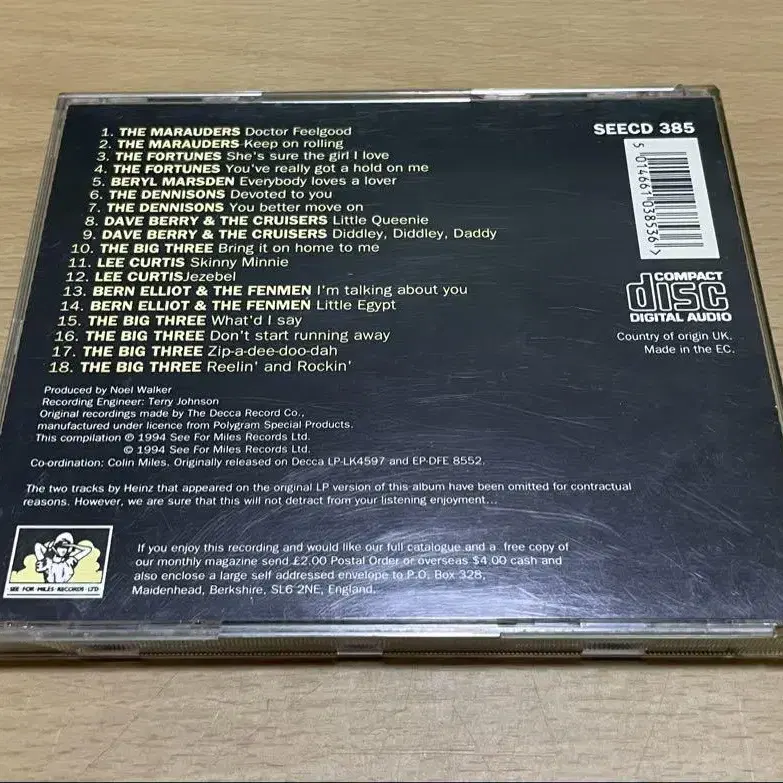 1. THE MARAUDERS Doctor Feelgood
2. THE MARAUDERS Keep on rolling
3. THE FORTUNES She's sure the girl I love
4. THE FORTUNES You've really got a hold on me
5. BERYL MARSDEN Everybody loves a lover
6. THE DENNISONS Devoted to you
7. THE DENNISONS You better move on
8. DAVE BERRY & THE CRUISERS Little Queenie
9. DAVE BERRY & THE CRUISERS Diddley, Diddley, Daddy
10. THE BIG THREE Bring it on home to me
11. LEE CURTIS Skinny Minnie
12. LEE CURTISJezebel
13. BERN ELLIOT & THE FENMEN I'm talking about you
14. BERN ELLIOT & THE FENMEN Little Egypt
15. THE BIG THREE What'd I say
16. THE BIG THREE Don't start running away
17. THE BIG THREE Zip-a-dee-doo-dah
18. THE BIG THREE Reelin' and Rockin'
SEECD 385
5 014661 038536 >
COMPACT
disc
DIGITAL AUDIO
Country of origin UK.
Made in the EC.
Produced by Noel Walker
Recording Engineer: Terry Johnson
Original recordings made by The Decca Record Co.,
manufactured under licence from Polygram Special Products.
This compilation ℗ 1994 See For Miles Records Ltd.
© 1994 See For Miles Records Ltd.
Co-ordination: Colin Miles, Originally released on Decca LP-LK4597 and EP-DFE 8552.
The two tracks by Heinz that appeared on the original LP version of this album have been omitted for contractual
reasons. However, we are sure that this will not detract from your listening enjoyment...
SEE FOR MILES RECORDS LTD
If you enjoy this recording and would like our full catalogue and a free copy of
our monthly magazine send £2.00 Postal Order or overseas $4.00 cash and
also enclose a large self addressed envelope to P.O. Box 328,
Maidenhead, Berkshire, SL6 2NE, England.